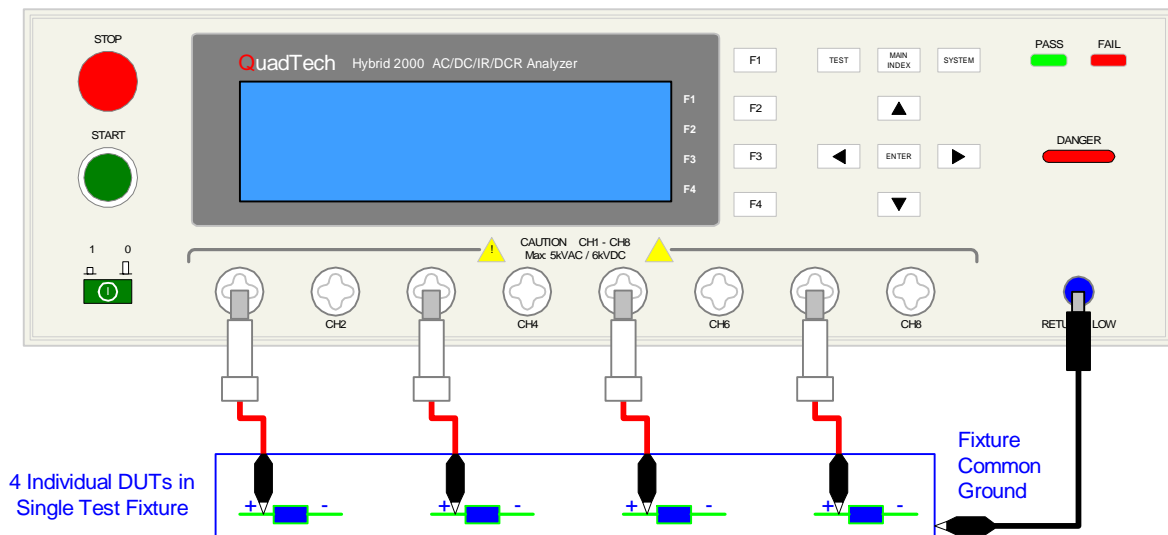 STOP
START
1 0
QuadTech Hybrid 2000 AC/DC/IR/DCR Analyzer
F1
F2
F3
F4
F1
F2
F3
F4
TEST
MAIN
INDEX
SYSTEM
ENTER
PASS
FAIL
DANGER
CAUTION CH1 - CH8
Max: 5kVAC / 6kVDC
!
CH2
CH4
CH6
CH8
LOW
4 Individual DUTs in
Single Test Fixture
+ -
+ -
+ -
+ -
Fixture
Common
Ground